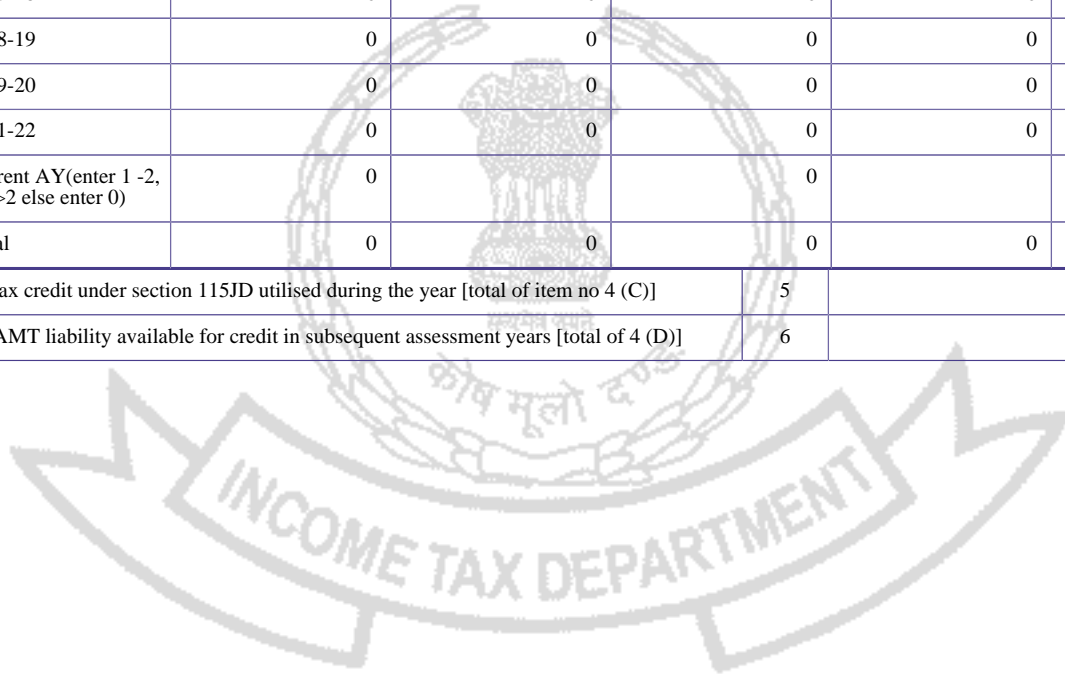 8-19 0 0 0 0
9-20 0 0 0 0
1-22 0 0 0 0
rent AY(enter 1 -2, 0 0
>2 else enter 0)
al 0 0 0 0
ax credit under section 115JD utilised during the year [total of item no 4 (C)] 5
AMT liability available for credit in subsequent assessment years [total of 4 (D)] 6
सत्यमेव जयते
कोष मूलो दण्ड
INCOME TAX DEPARTMENT